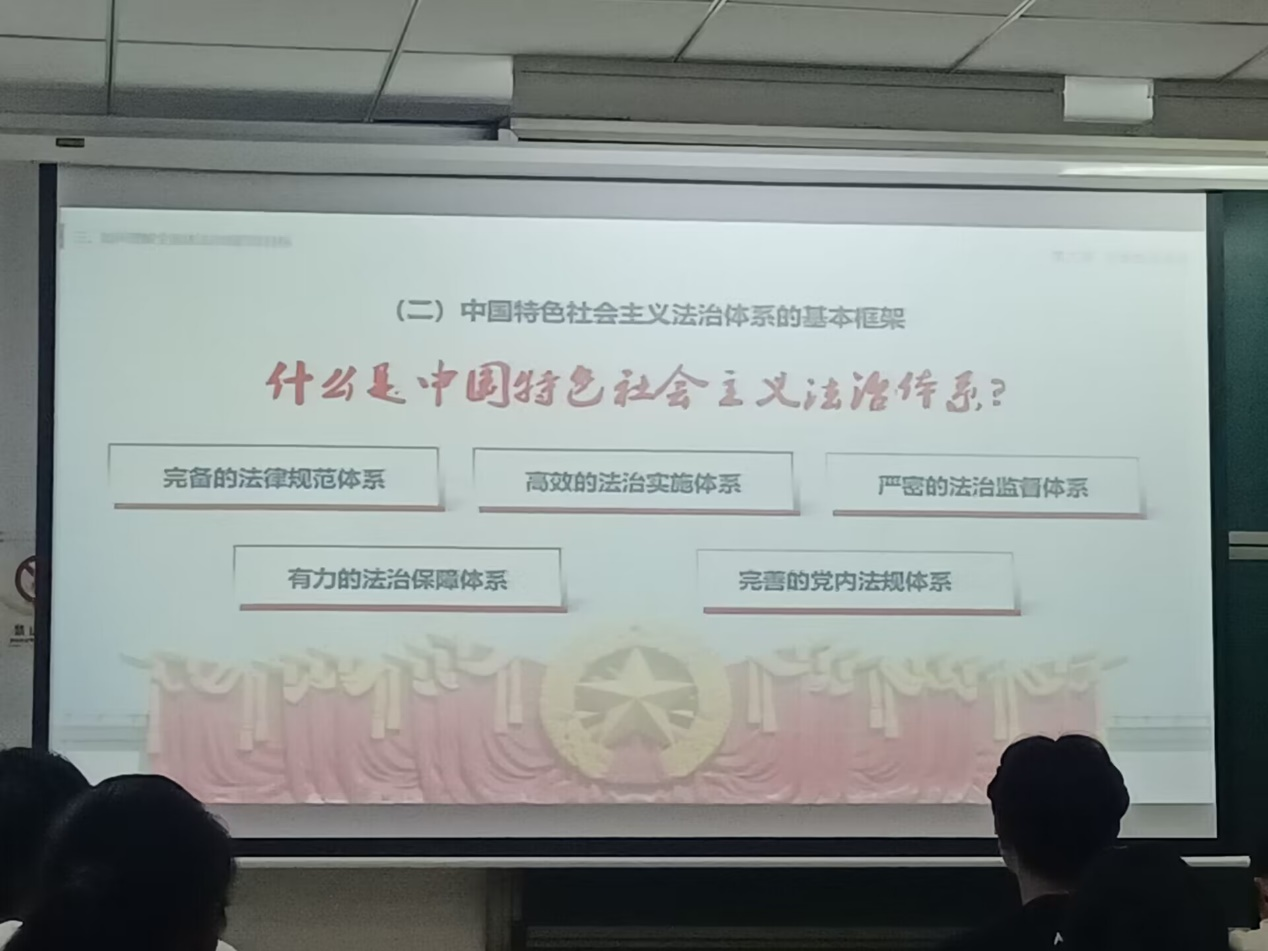 （二）中国特色社会主义法治体系的基本框架
什么是中国特色社会主义法治体系?
完备的法律规范体系
高效的法治实施体系
严密的法治监督体系
有力的法治保障体系
完善的党内法规体系